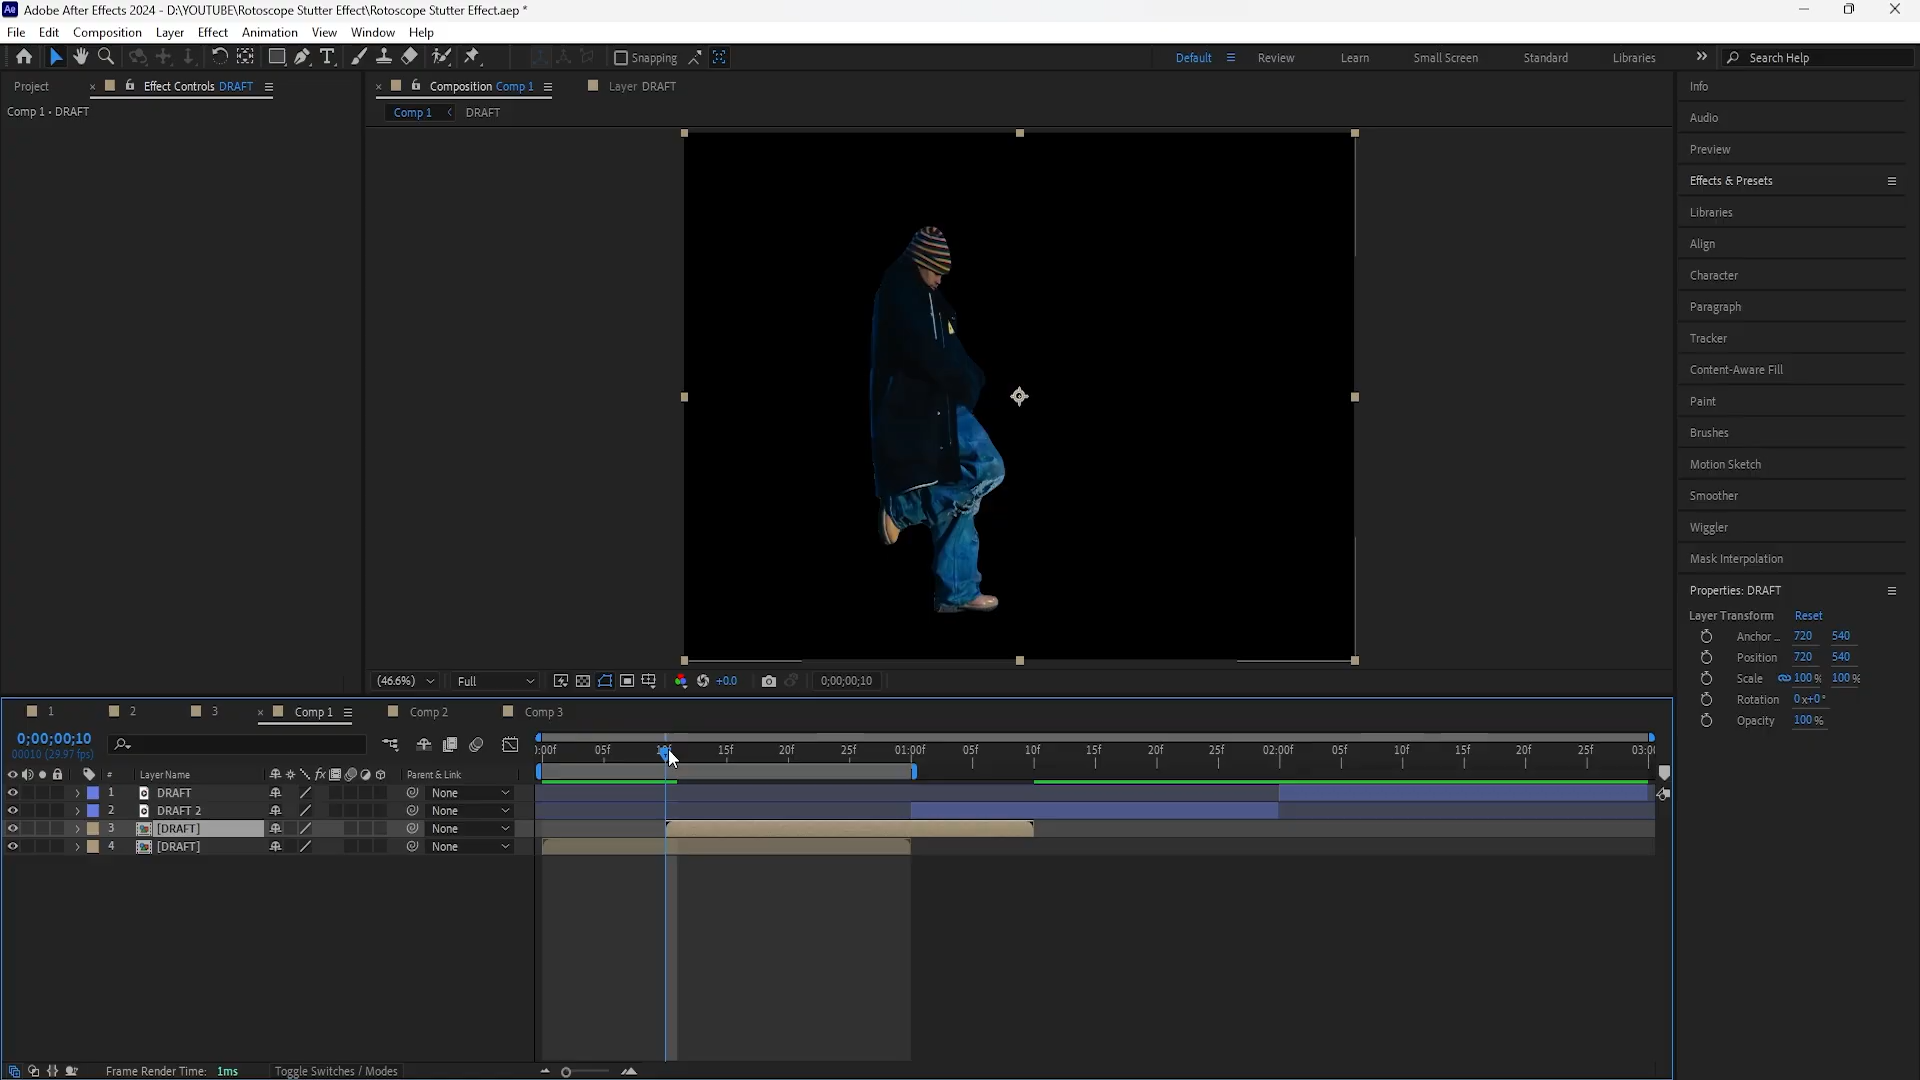 Ae Adobe After Effects 2024 - D:\YOUTUBE\Rotoscope Stutter Effect\Rotoscope Stutter Effect.aep *
File Edit Composition Layer Effect Animation View Window Help
Snapping Default Review Learn Small Screen Standard Libraries Search Help
Project Effect Controls DRAFT Composition Comp 1 Layer DRAFT
Comp 1 • DRAFT
Comp 1 DRAFT
Info
Audio
Preview
Effects & Presets
Libraries
Align
Character
Paragraph
Tracker
Content-Aware Fill
Paint
Brushes
Motion Sketch
Smoother
Wiggler
Mask Interpolation
Properties: DRAFT
Layer Transform Reset
Anchor .. 720 540
Position 720 540
Scale 100 % 100 %
Rotation 0x+0°
Opacity 100 %
(46.6%) Full +0.0 0;00;00;10
1 2 3 Comp 1 Comp 2 Comp 3
0;00;00;10
00010 (29.97 fps)
):00f 05f 10f 15f 20f 25f 01:00f 05f 10f 15f 20f 25f 02:00f 05f 10f 15f 20f 25f 03:0
# Layer Name fx Parent & Link
1 DRAFT None
2 DRAFT 2 None
3 [DRAFT] None
4 [DRAFT] None
Frame Render Time: 1ms Toggle Switches / Modes